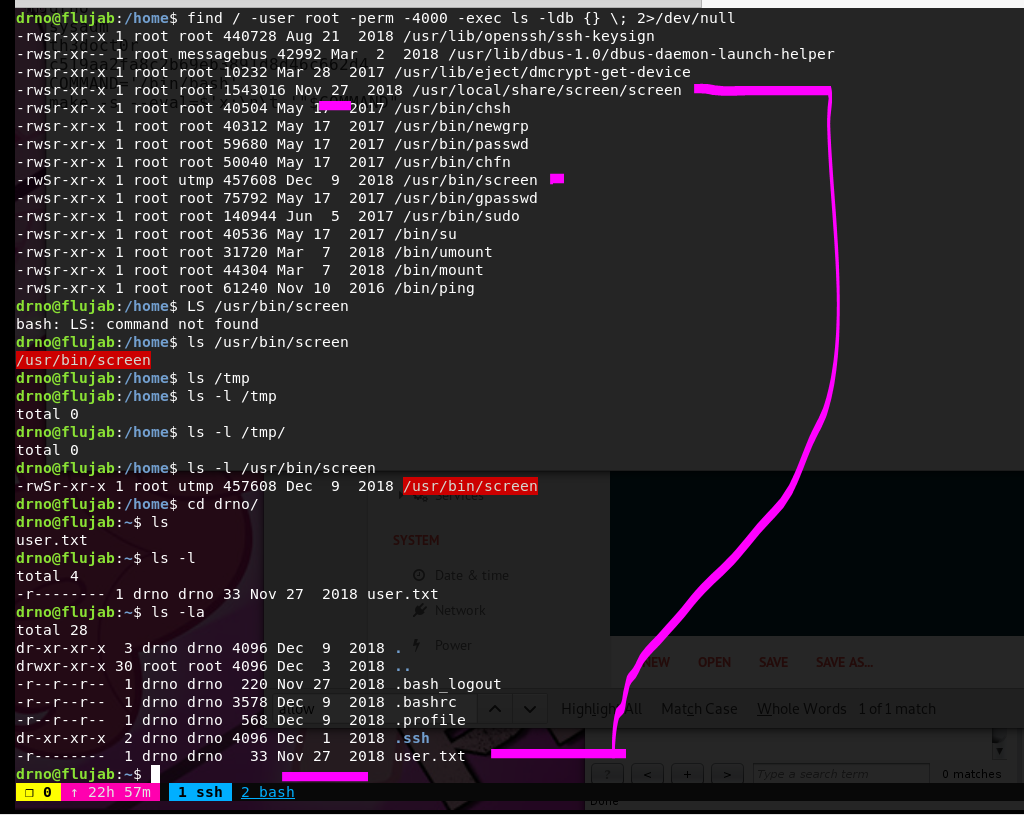 drno@flujab:/home$ find / -user root -perm -4000 -exec ls -ldb {} \; 2>/dev/null
-rwsr-xr-x 1 root root 440728 Aug 21  2018 /usr/lib/openssh/ssh-keysign
-rwsr-xr-- 1 root messagebus 42992 Mar  2  2018 /usr/lib/dbus-1.0/dbus-daemon-launch-helper
-rwsr-xr-x 1 root root 10232 Mar 28  2017 /usr/lib/eject/dmcrypt-get-device
-rwsr-xr-x 1 root root 1543016 Nov 27  2018 /usr/local/share/screen/screen
-rwsr-xr-x 1 root root 40504 May 17  2017 /usr/bin/chsh
-rwsr-xr-x 1 root root 40312 May 17  2017 /usr/bin/newgrp
-rwsr-xr-x 1 root root 59680 May 17  2017 /usr/bin/passwd
-rwsr-xr-x 1 root root 50040 May 17  2017 /usr/bin/chfn
-rwSr-xr-x 1 root utmp 457608 Dec  9  2018 /usr/bin/screen
-rwsr-xr-x 1 root root 75792 May 17  2017 /usr/bin/gpasswd
-rwsr-xr-x 1 root root 140944 Jun  5  2017 /usr/bin/sudo
-rwsr-xr-x 1 root root 40536 May 17  2017 /bin/su
-rwsr-xr-x 1 root root 31720 Mar  7  2018 /bin/umount
-rwsr-xr-x 1 root root 44304 Mar  7  2018 /bin/mount
-rwsr-xr-x 1 root root 61240 Nov 10  2016 /bin/ping
drno@flujab:/home$ LS /usr/bin/screen
bash: LS: command not found
drno@flujab:/home$ ls /usr/bin/screen
/usr/bin/screen
drno@flujab:/home$ ls /tmp
drno@flujab:/home$ ls -l /tmp
total 0
drno@flujab:/home$ ls -l /tmp/
total 0
drno@flujab:/home$ ls -l /usr/bin/screen
-rwSr-xr-x 1 root utmp 457608 Dec  9  2018 /usr/bin/screen
Services
drno@flujab:/home$ cd drno/
drno@flujab:~$ ls
user.txt
SYSTEM
drno@flujab:~$ ls -l
total 4
Date & time
-r-------- 1 drno drno 33 Nov 27  2018 user.txt
drno@flujab:~$ ls -la
Network
total 28
Power
dr-xr-xr-x  3 drno drno 4096 Dec  9  2018 .
drwxr-xr-x 30 root root 4096 Dec  3  2018 ..
NEW OPEN SAVE SAVE AS...
-r--r--r--  1 drno drno  220 Nov 27  2018 .bash_logout
-r--r--r--  1 drno drno 3578 Dec  9  2018 .bashrc
allow Highlight All Match Case Whole Words 1 of 1 match
-r--r--r--  1 drno drno  568 Dec  9  2018 .profile
dr-xr-xr-x  2 drno drno 4096 Dec  1  2018 .ssh
-r--------  1 drno drno   33 Nov 27  2018 user.txt
drno@flujab:~$
? < + > Type a search term 0 matches
❐ 0 ↑ 22h 57m 1 ssh 2 bash
Done